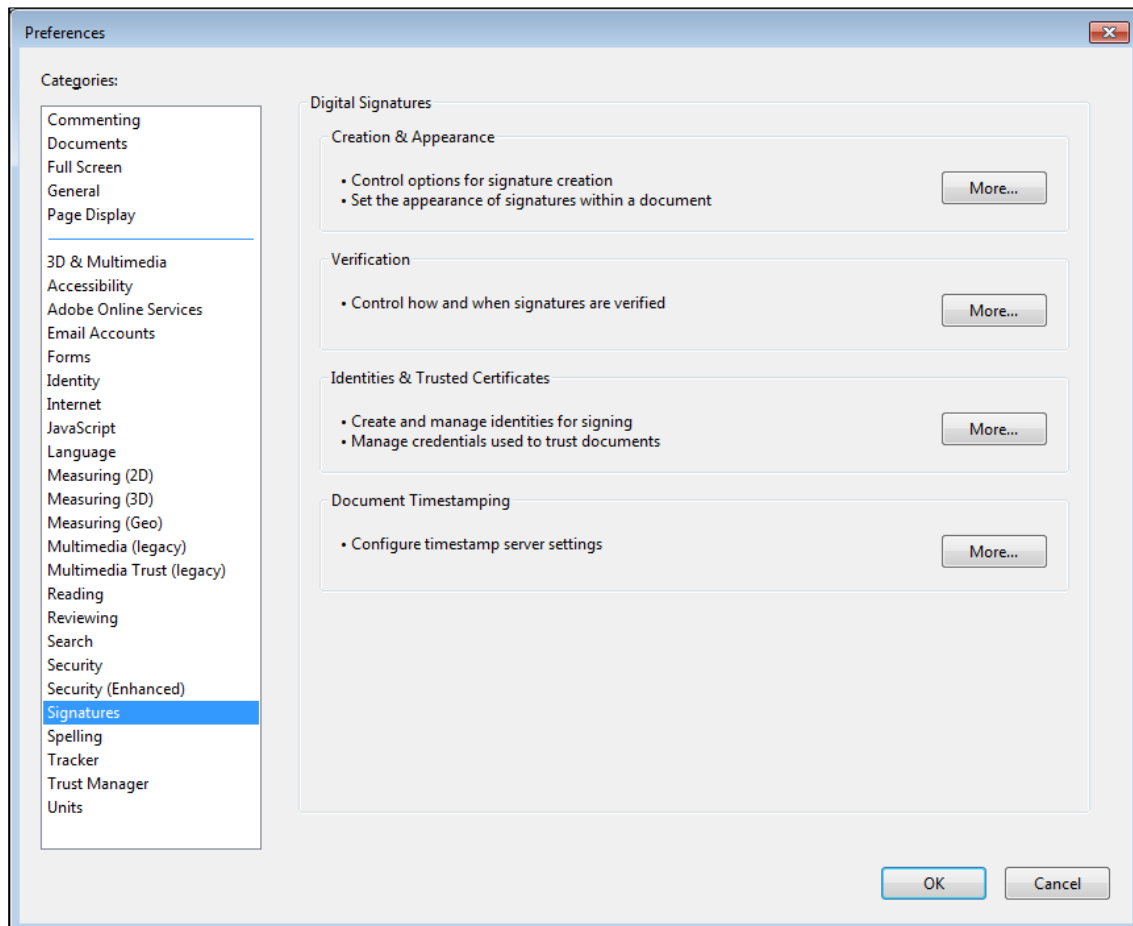 Preferences
Categories:
Commenting
Documents
Full Screen
General
Page Display
3D & Multimedia
Accessibility
Adobe Online Services
Email Accounts
Forms
Identity
Internet
JavaScript
Language
Measuring (2D)
Measuring (3D)
Measuring (Geo)
Multimedia (legacy)
Multimedia Trust (legacy)
Reading
Reviewing
Search
Security
Security (Enhanced)
Signatures
Spelling
Tracker
Trust Manager
Units
Digital Signatures
Creation & Appearance
• Control options for signature creation
• Set the appearance of signatures within a document
More...
Verification
• Control how and when signatures are verified
More...
Identities & Trusted Certificates
• Create and manage identities for signing
• Manage credentials used to trust documents
More...
Document Timestamping
• Configure timestamp server settings
More...
OK
Cancel